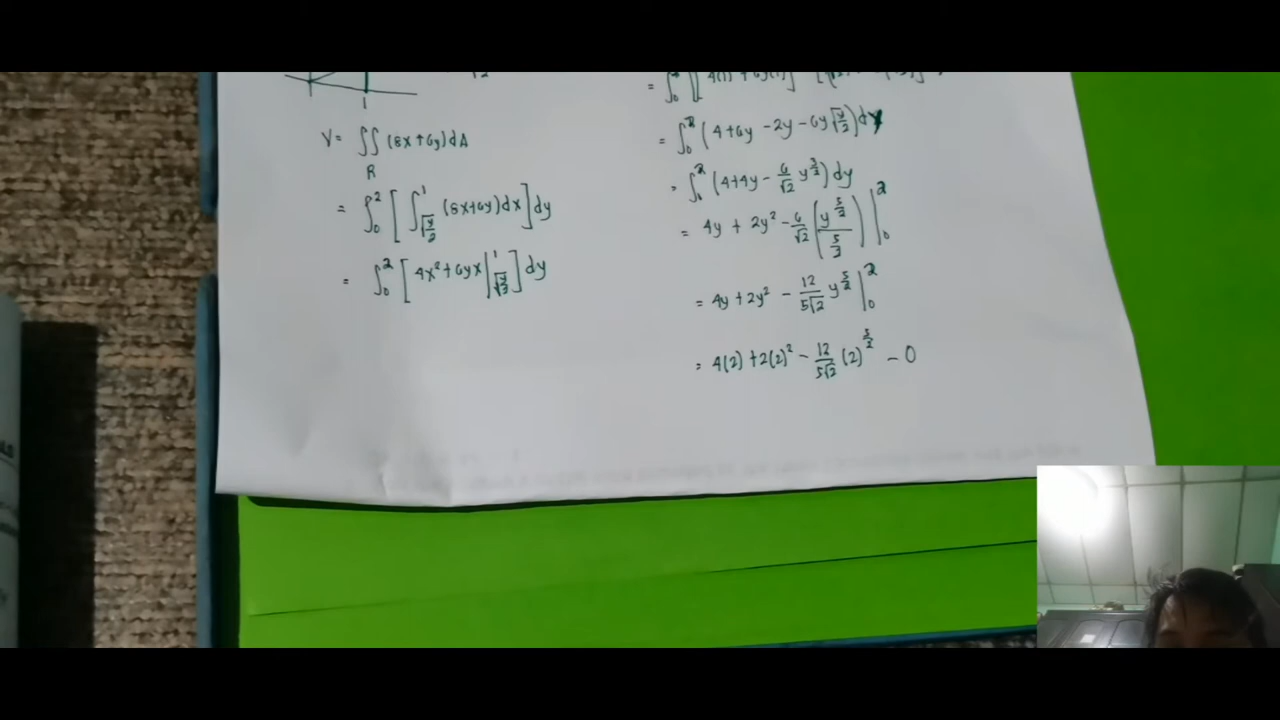 1
V = ∬ (8x+6y)dA
R
= ∫₀² [ ∫_{√(y/2)}^1 (8x+6y)dx ] dy
= ∫₀² [ 4x² + 6yx |_{√(y/2)}^1 ] dy
= ∫₀² (4+6y -2y -6y√(y/2)) dy
= ∫₀² (4+4y - 6/√2 y^{3/2}) dy
= 4y + 2y² - 6/√2 ( y^{5/2} / (5/2) ) |₀²
= 4y + 2y² - 12/(5√2) y^{5/2} |₀²
= 4(2) + 2(2)² - 12/(5√2) (2)^{5/2} - 0